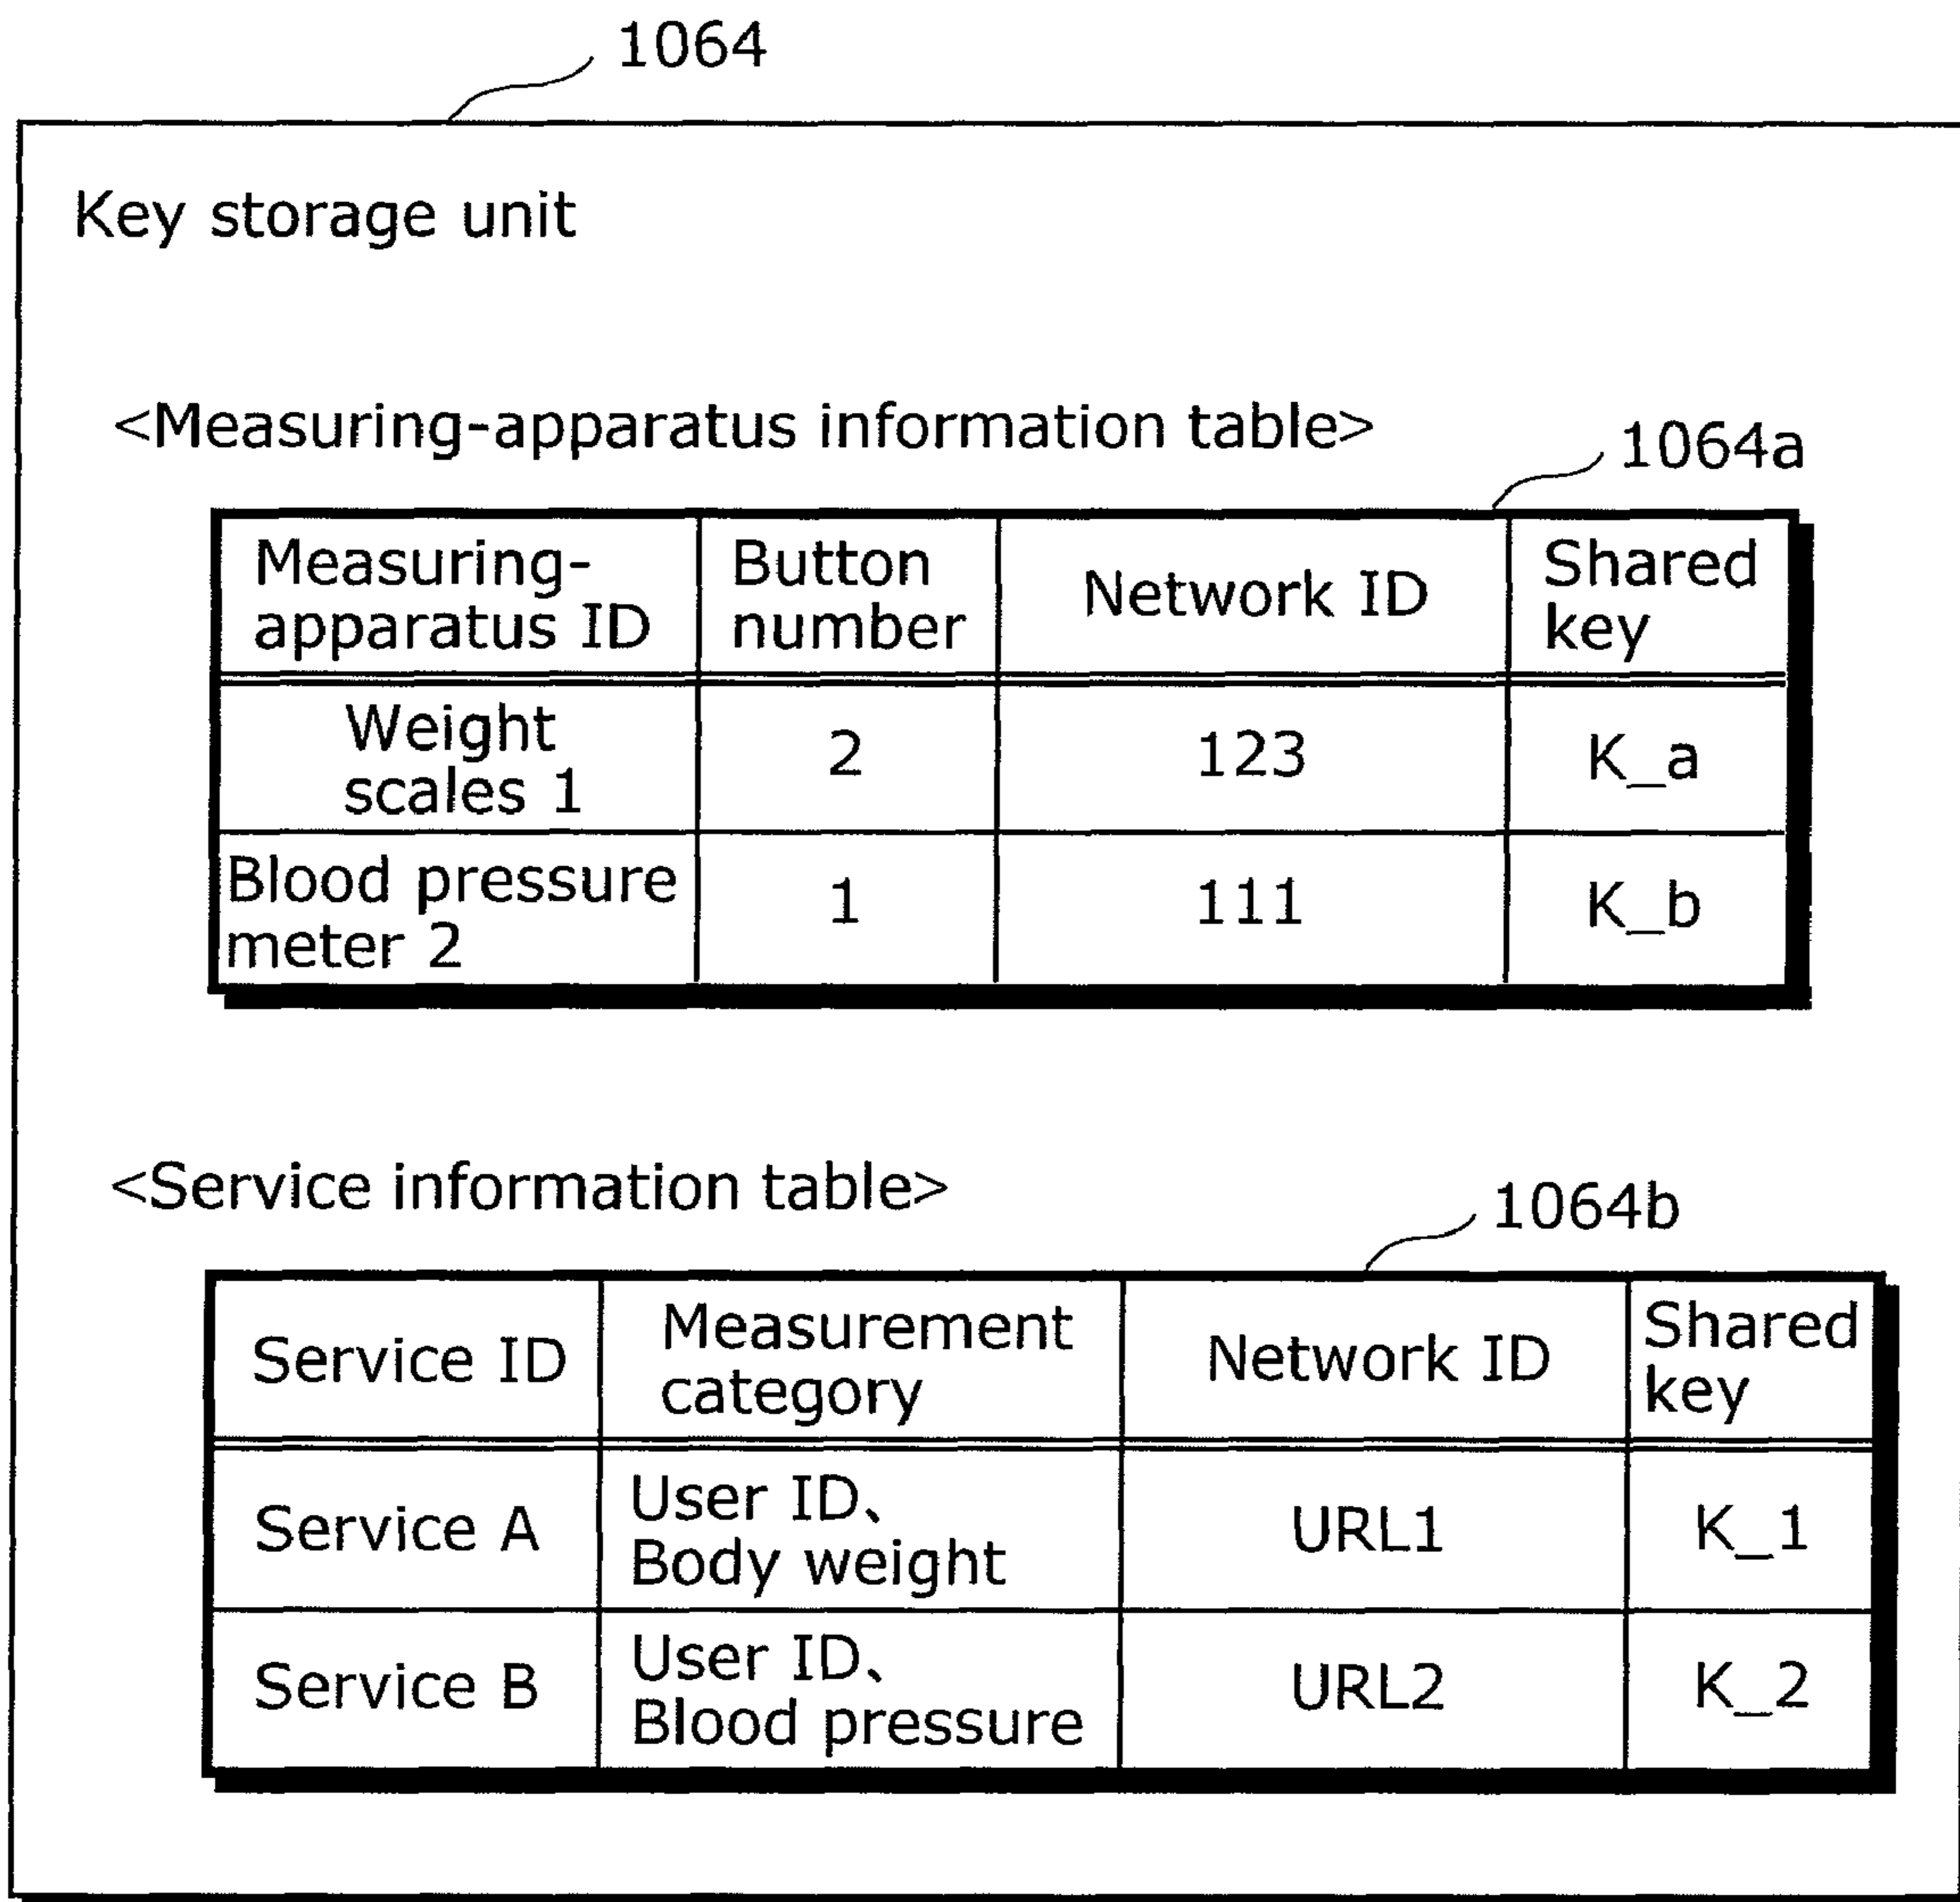 1064
Key storage unit
<Measuring-apparatus information table>
1064a
Measuring-
apparatus ID
Button
number
Network ID
Shared
key
Weight
scales 1
2
123
K_a
Blood pressure
meter 2
1
111
K_b
<Service information table>
1064b
Service ID
Measurement
category
Network ID
Shared
key
Service A
User ID、
Body weight
URL1
K_1
Service B
User ID、
Blood pressure
URL2
K_2